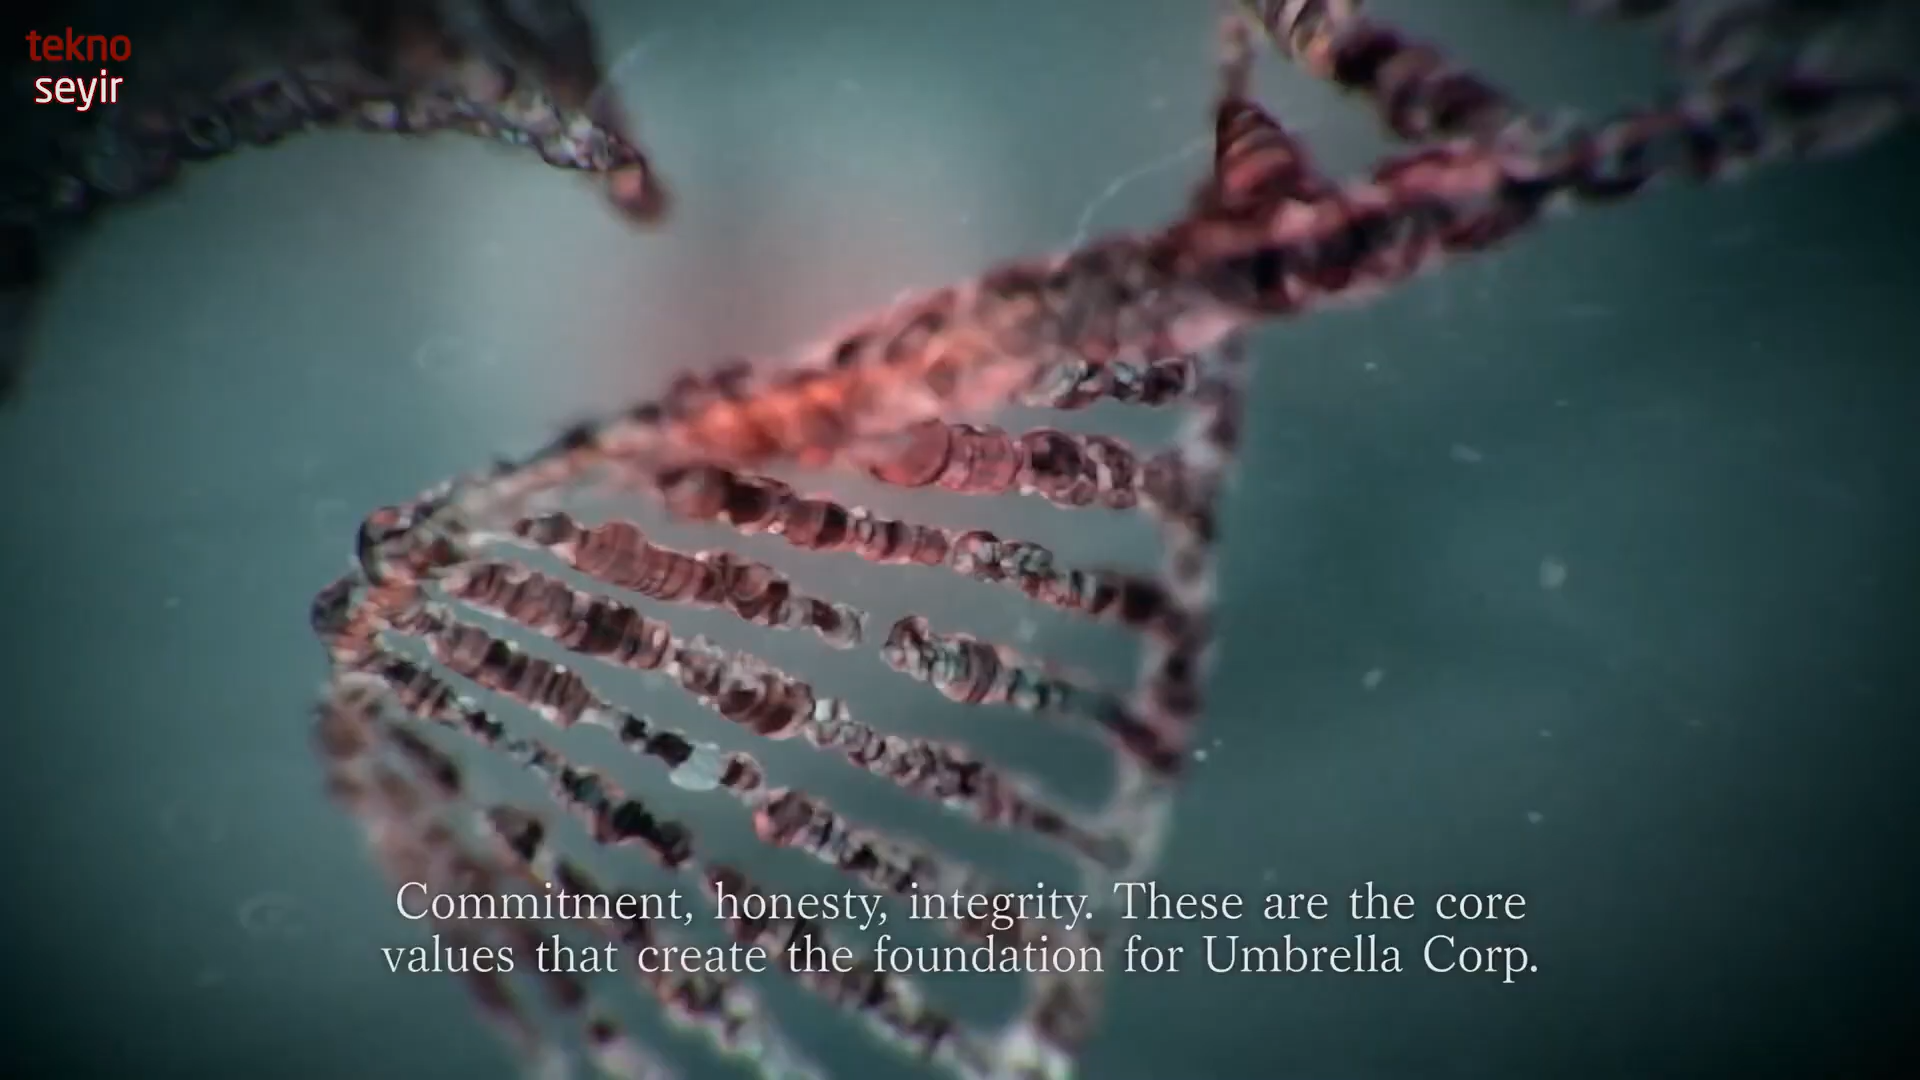 tekno
seyir
Commitment, honesty, integrity. These are the core
values that create the foundation for Umbrella Corp.